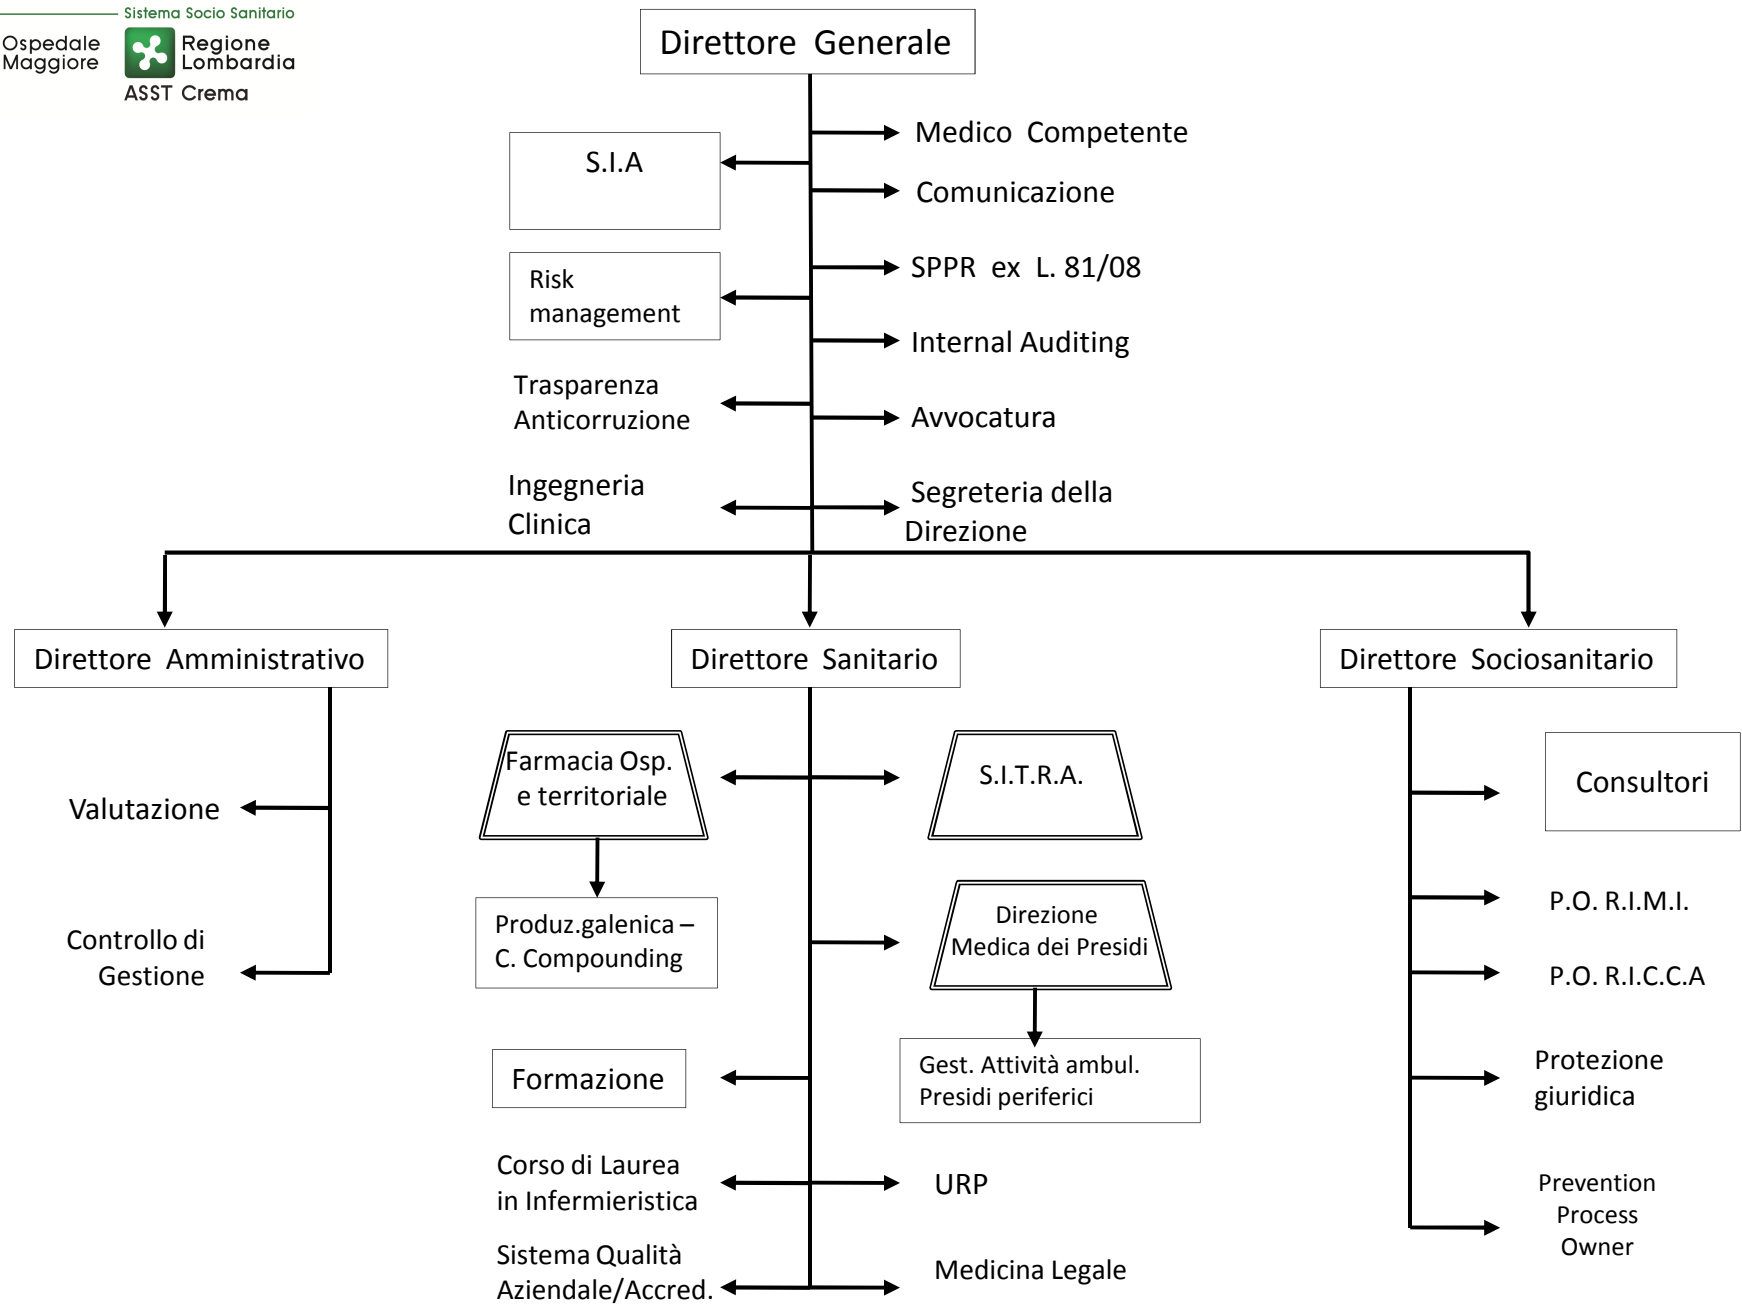 Sistema Socio Sanitario
Ospedale
Maggiore
Regione
Lombardia
ASST Crema
Direttore Generale
Medico Competente
S.I.A
Comunicazione
SPPR ex L. 81/08
Risk
management
Internal Auditing
Trasparenza
Anticorruzione
Avvocatura
Ingegneria
Clinica
Segreteria della
Direzione
Direttore Amministrativo
Direttore Sanitario
Direttore Sociosanitario
Farmacia Osp.
e territoriale
S.I.T.R.A.
Consultori
Valutazione
Produz.galenica –
C. Compounding
Direzione
Medica dei Presidi
P.O. R.I.M.I.
Controllo di
Gestione
P.O. R.I.C.C.A
Formazione
Gest. Attività ambul.
Presidi periferici
Protezione
giuridica
Corso di Laurea
in Infermieristica
URP
Prevention
Process
Owner
Sistema Qualità
Aziendale/Accred.
Medicina Legale